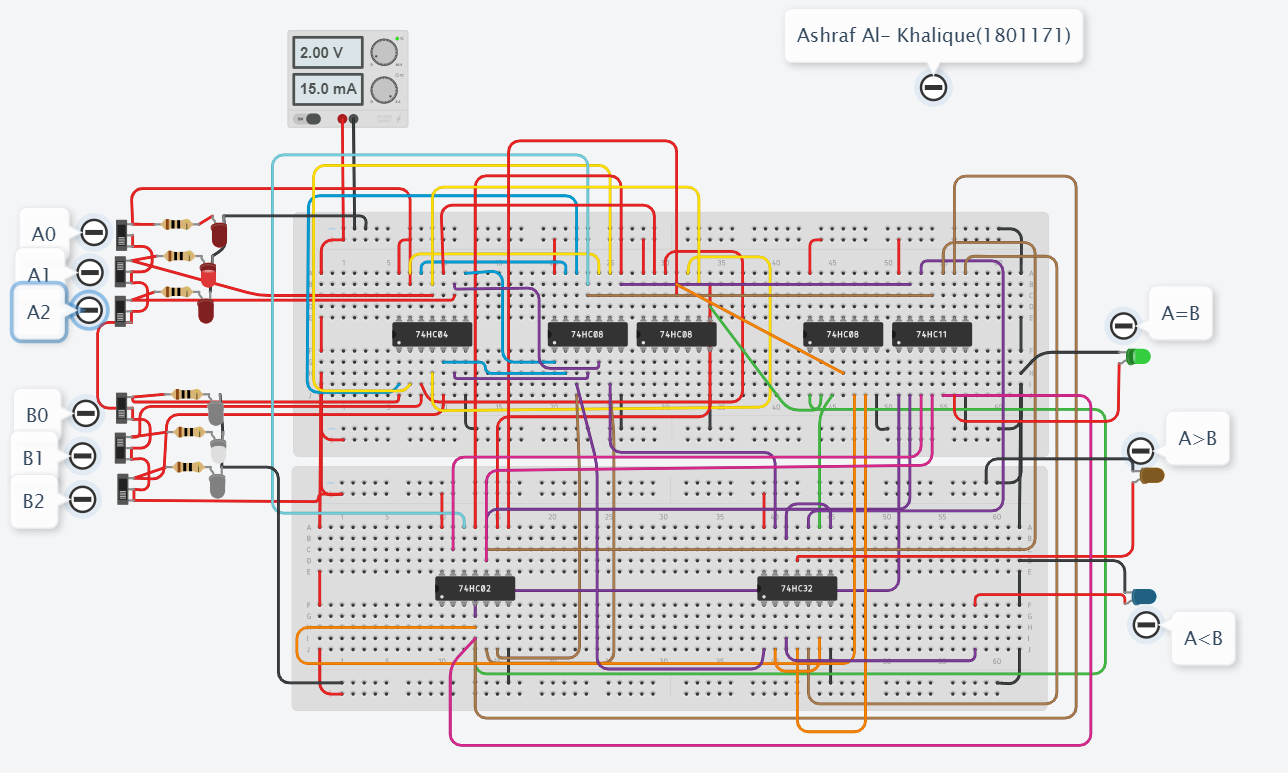 Ashraf Al- Khalique(1801171)
2.00 V
15.0 mA
A0
A1
A2
B0
B1
B2
74HC04
74HC08
74HC08
74HC08
74HC11
A=B
A>B
74HC02
74HC32
A<B